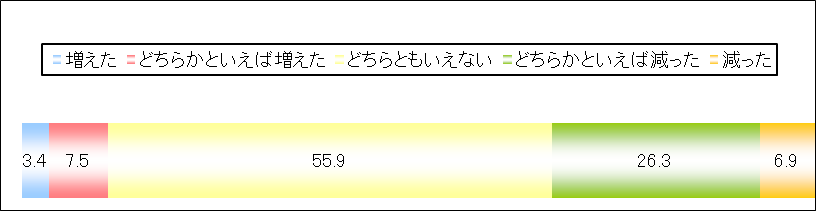 増えた どちらかといえば増えた どちらともいえない どちらかといえば減った 減った
3.4 7.5 55.9 26.3 6.9